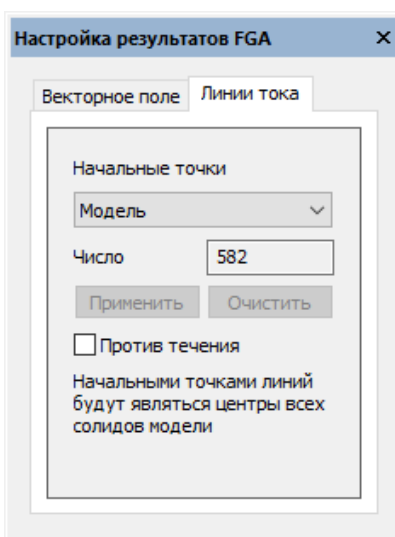 Настройка результатов FGA ×
Векторное поле Линии тока
Начальные точки
Модель
Число 582
Применить Очистить
Против течения
Начальными точками линий
будут являться центры всех
солидов модели